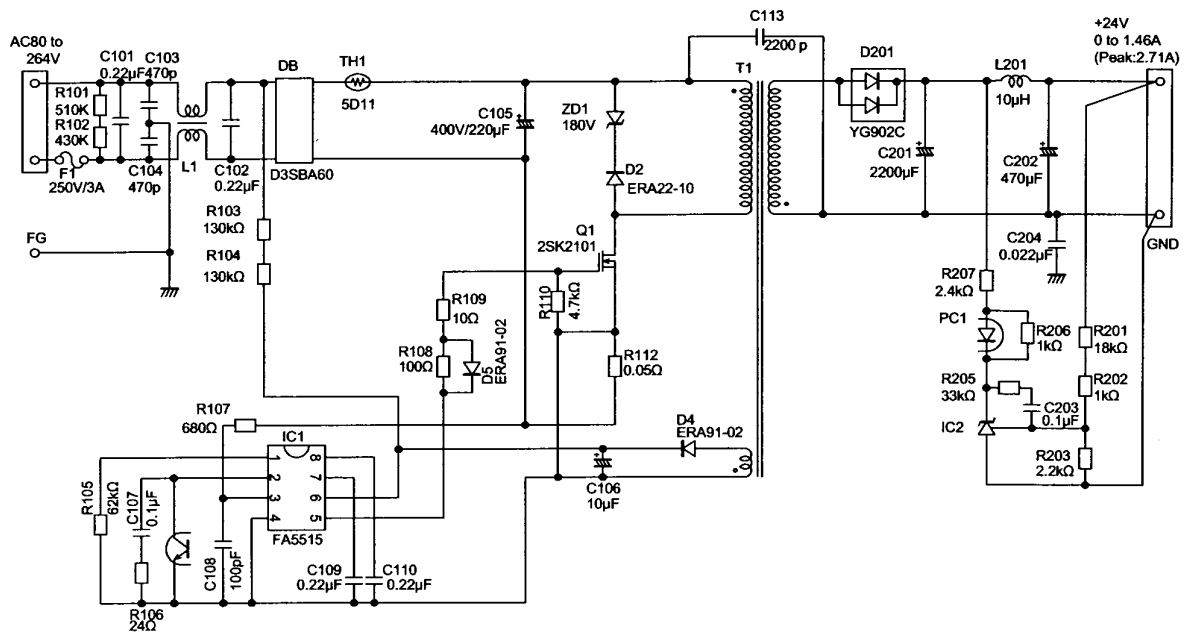 AC80 to
264V
C101
0.22µF
C103
470p
R101
510K
R102
430K
F1
250V/3A
C104
470p
L1
C102
0.22µF
DB
D3SBA60
TH1
5D11
C105
400V/220µF
ZD1
180V
D2
ERA22-10
Q1
2SK2101
C113
2200 p
T1
D201
YG902C
C201
2200µF
L201
10µH
C202
470µF
+24V
0 to 1.46A
(Peak:2.71A)
GND
C204
0.022µF
FG
R103
130kΩ
R104
130kΩ
R109
10Ω
R110
4.7kΩ
R108
100Ω
D5
ERA91-02
R112
0.05Ω
R207
2.4kΩ
PC1
R206
1kΩ
R201
18kΩ
R205
33kΩ
R202
1kΩ
C203
0.1µF
IC2
R203
2.2kΩ
R107
680Ω
D4
ERA91-02
C106
10µF
IC1
1 8
2 7
3 6
4 5
FA5515
R105
62kΩ
C107
0.1µF
R106
24Ω
C108
100pF
C109
0.22µF
C110
0.22µF